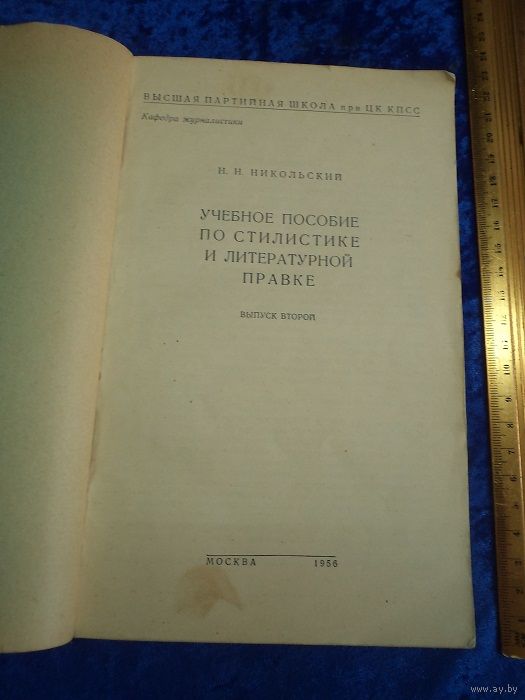 ВЫСШАЯ ПАРТИЙНАЯ ШКОЛА при ЦК КПСС
Кафедра журналистики
Н. Н. НИКОЛЬСКИЙ
УЧЕБНОЕ ПОСОБИЕ
ПО СТИЛИСТИКЕ
И ЛИТЕРАТУРНОЙ
ПРАВКЕ
ВЫПУСК ВТОРОЙ
МОСКВА 1956
www.ay.by